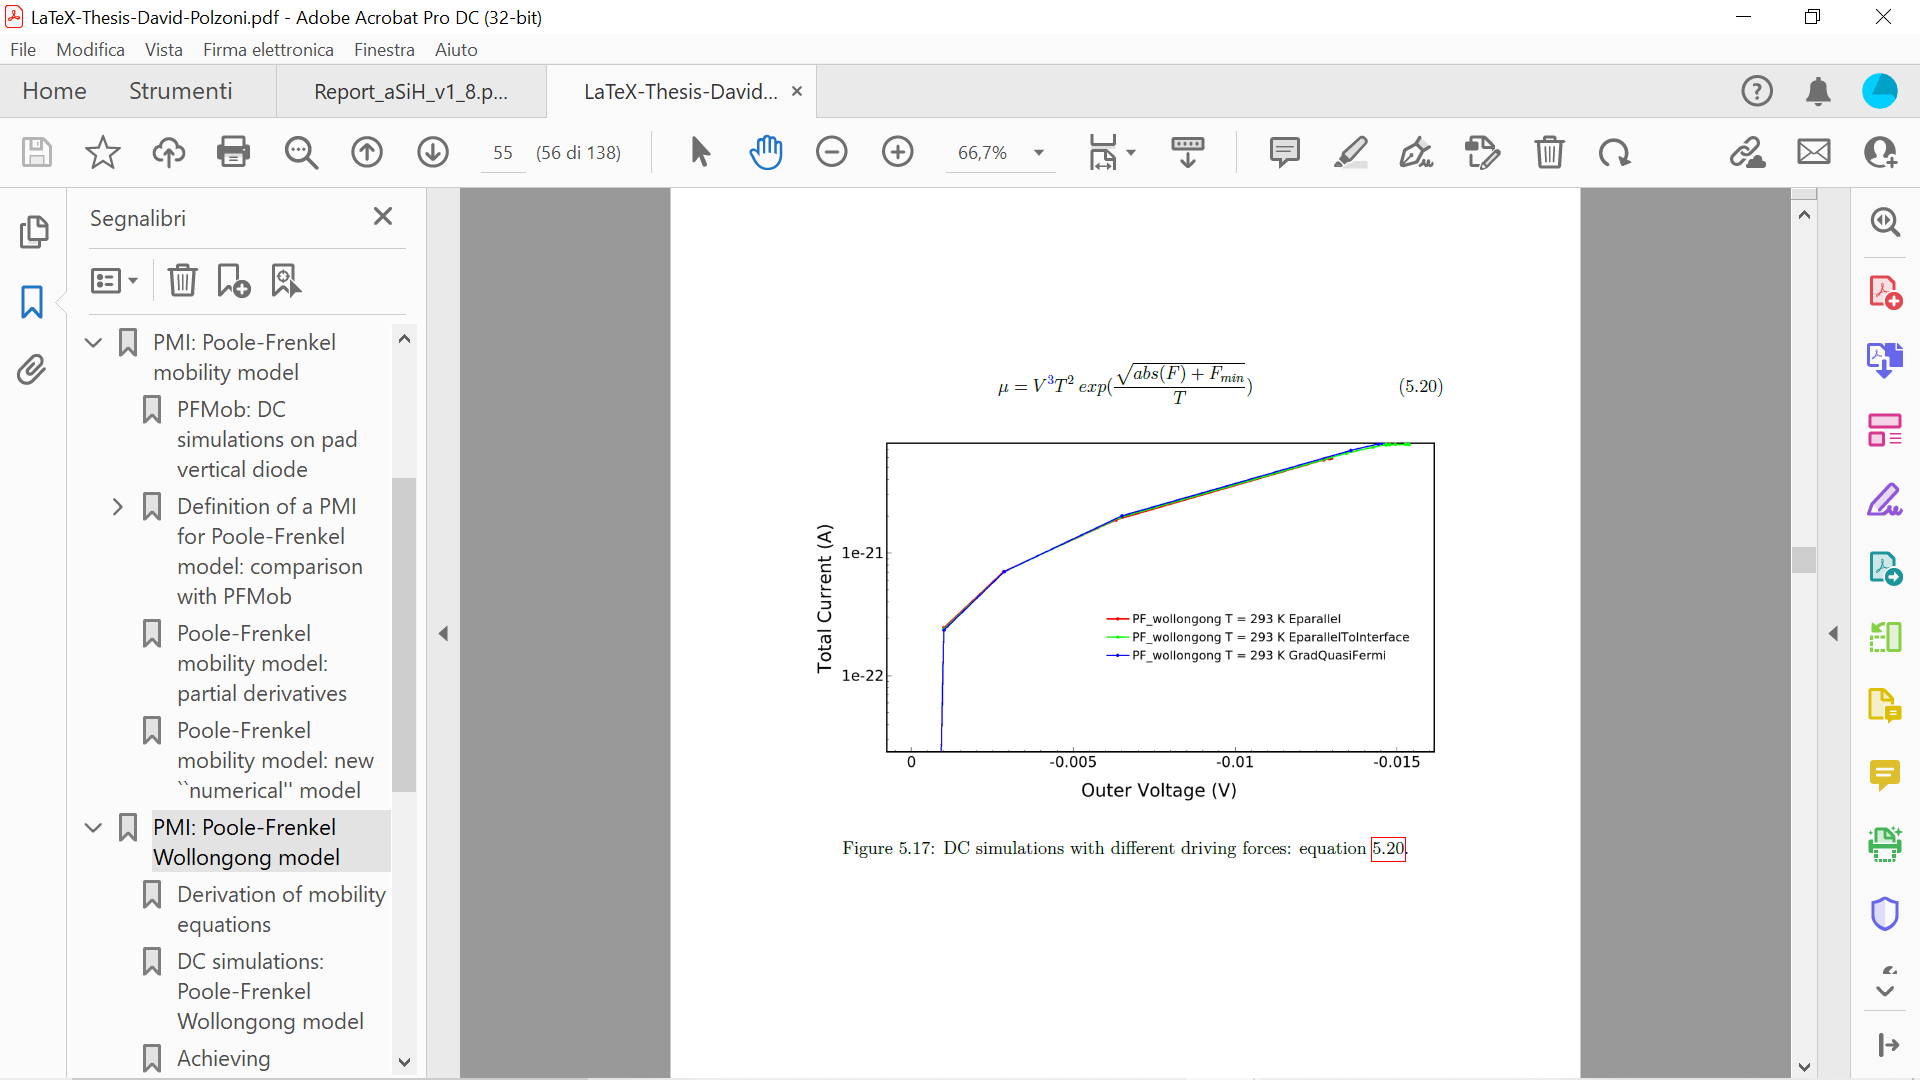 LaTeX-Thesis-David-Polzoni.pdf - Adobe Acrobat Pro DC (32-bit)
File Modifica Vista Firma elettronica Finestra Aiuto
Home Strumenti Report_aSiH_v1_8.p... LaTeX-Thesis-David... ×
55 (56 di 138) 66,7%
Segnalibri
PMI: Poole-Frenkel
mobility model
PFMob: DC
simulations on pad
vertical diode
Definition of a PMI
for Poole-Frenkel
model: comparison
with PFMob
Poole-Frenkel
mobility model:
partial derivatives
Poole-Frenkel
mobility model: new
``numerical'' model
PMI: Poole-Frenkel
Wollongong model
Derivation of mobility
equations
DC simulations:
Poole-Frenkel
Wollongong model
Achieving
μ = V³T² exp(√(abs(F) + F_min) / T) (5.20)
Total Current (A)
1e-21
1e-22
PF_wollongong T = 293 K Eparallel
PF_wollongong T = 293 K EparallelToInterface
PF_wollongong T = 293 K GradQuasiFermi
0 -0.005 -0.01 -0.015
Outer Voltage (V)
Figure 5.17: DC simulations with different driving forces: equation 5.20.